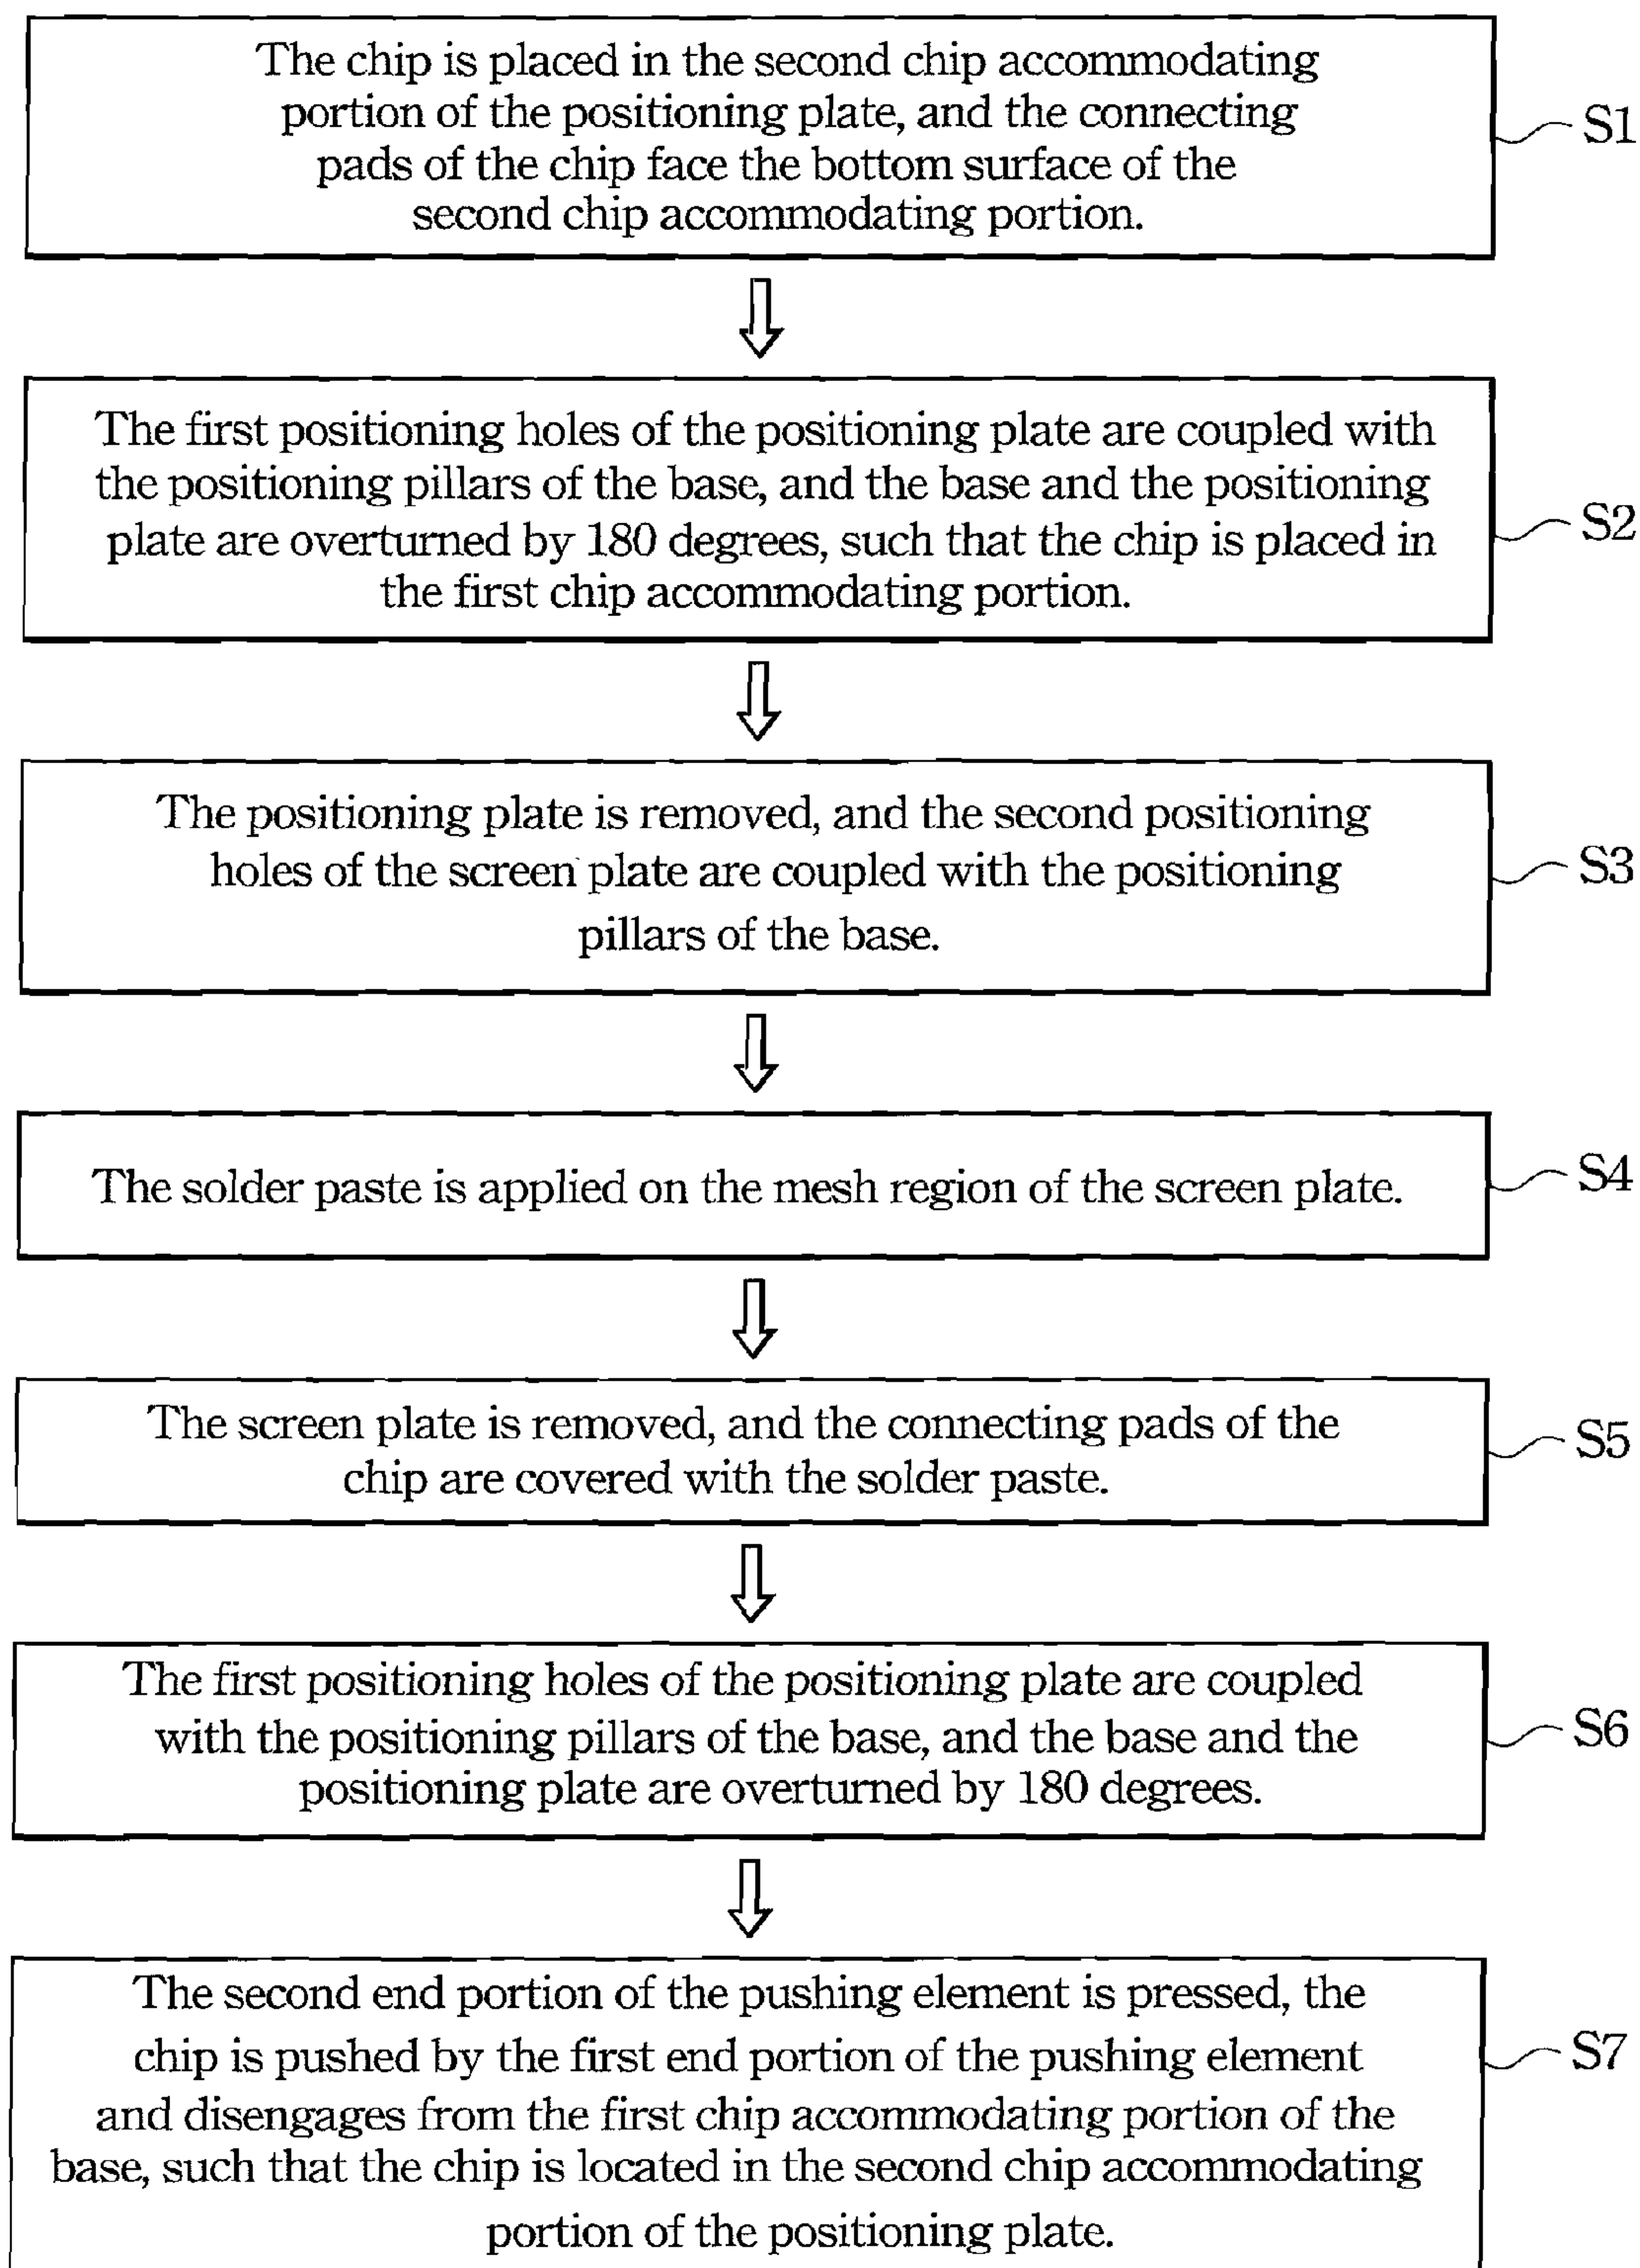 The chip is placed in the second chip accommodating
portion of the positioning plate, and the connecting
pads of the chip face the bottom surface of the
second chip accommodating portion.
S1
The first positioning holes of the positioning plate are coupled with
the positioning pillars of the base, and the base and the positioning
plate are overturned by 180 degrees, such that the chip is placed in
the first chip accommodating portion.
S2
The positioning plate is removed, and the second positioning
holes of the screen plate are coupled with the positioning
pillars of the base.
S3
The solder paste is applied on the mesh region of the screen plate.
S4
The screen plate is removed, and the connecting pads of the
chip are covered with the solder paste.
S5
The first positioning holes of the positioning plate are coupled
with the positioning pillars of the base, and the base and the
positioning plate are overturned by 180 degrees.
S6
The second end portion of the pushing element is pressed, the
chip is pushed by the first end portion of the pushing element
and disengages from the first chip accommodating portion of the
base, such that the chip is located in the second chip accommodating
portion of the positioning plate.
S7